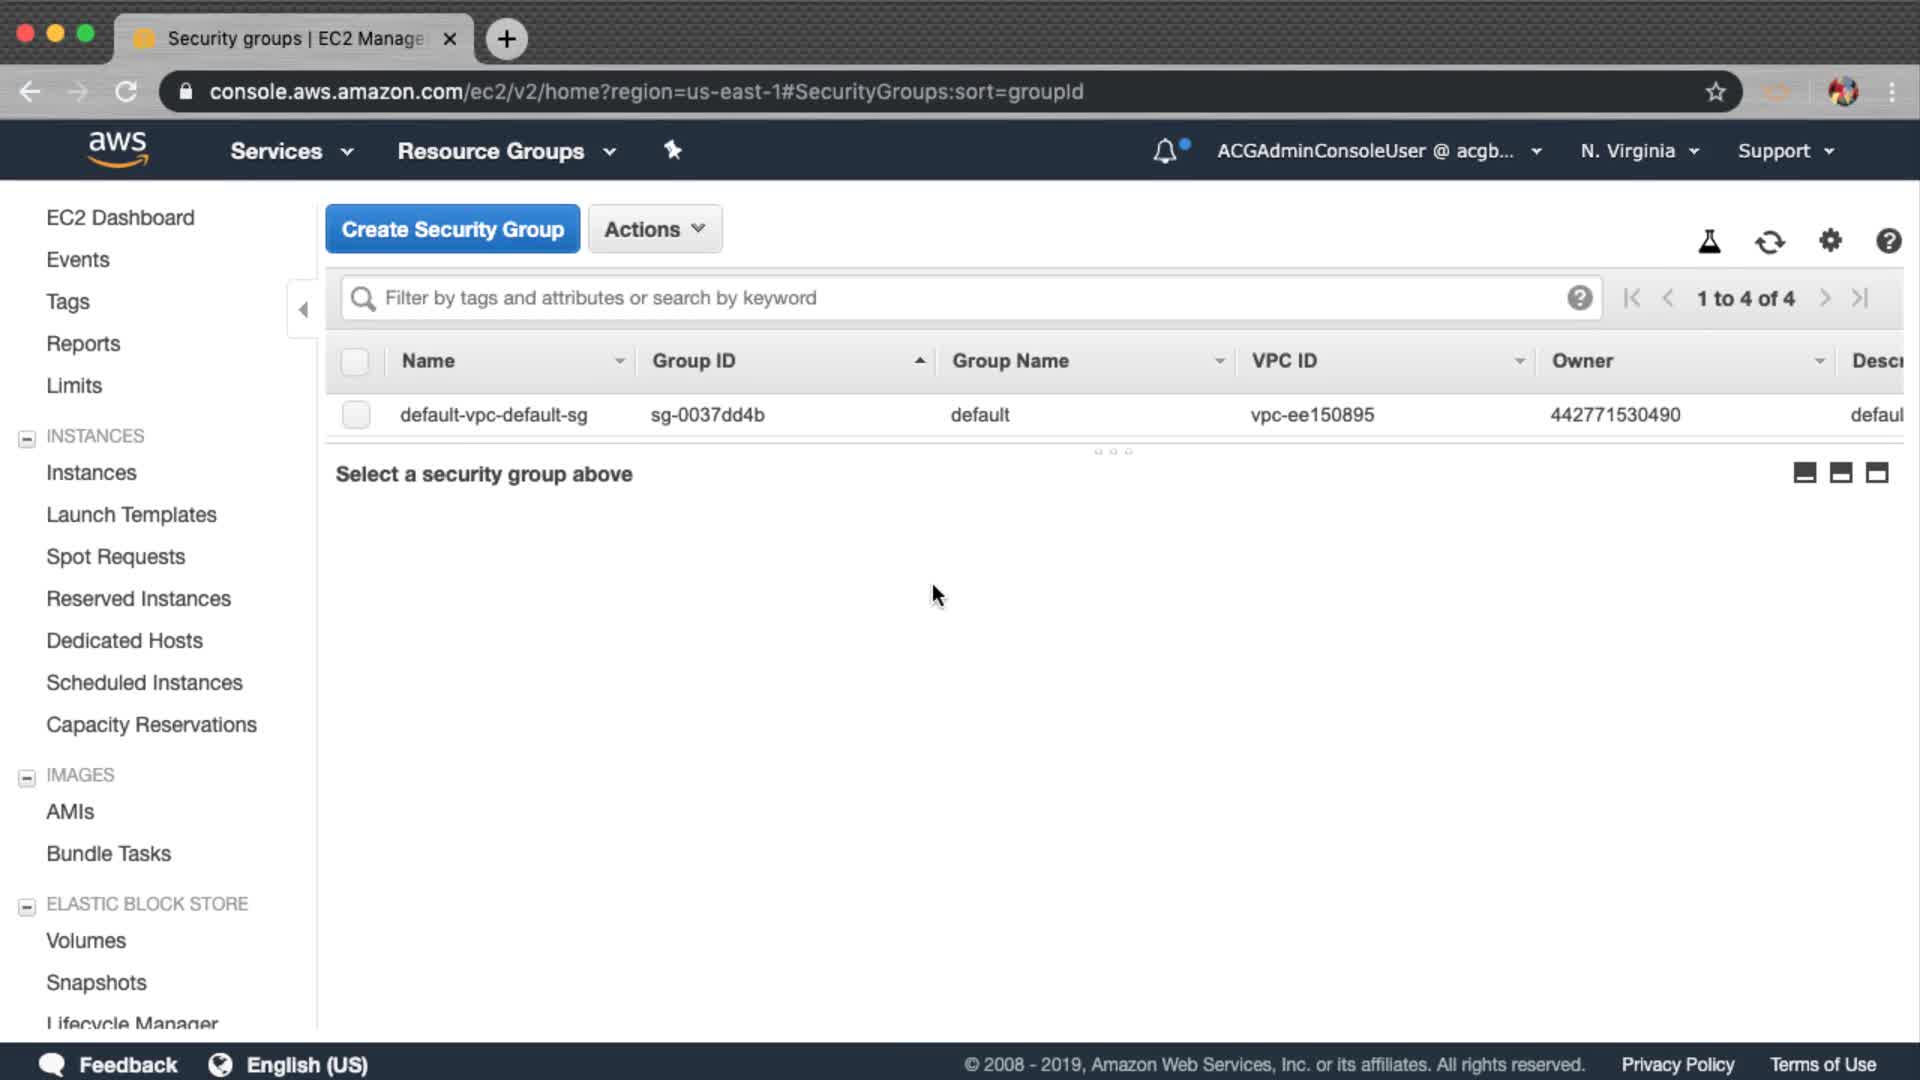 Security groups | EC2 Manage
console.aws.amazon.com/ec2/v2/home?region=us-east-1#SecurityGroups:sort=groupId
aws Services Resource Groups ACGAdminConsoleUser @ acgb... N. Virginia Support
EC2 Dashboard
Events
Tags
Reports
Limits
INSTANCES
Instances
Launch Templates
Spot Requests
Reserved Instances
Dedicated Hosts
Scheduled Instances
Capacity Reservations
IMAGES
AMIs
Bundle Tasks
ELASTIC BLOCK STORE
Volumes
Snapshots
Lifecycle Manager
Create Security Group Actions
Filter by tags and attributes or search by keyword 1 to 4 of 4
Name Group ID Group Name VPC ID Owner Descr
default-vpc-default-sg sg-0037dd4b default vpc-ee150895 442771530490 defaul
Select a security group above
Feedback English (US) © 2008 - 2019, Amazon Web Services, Inc. or its affiliates. All rights reserved. Privacy Policy Terms of Use